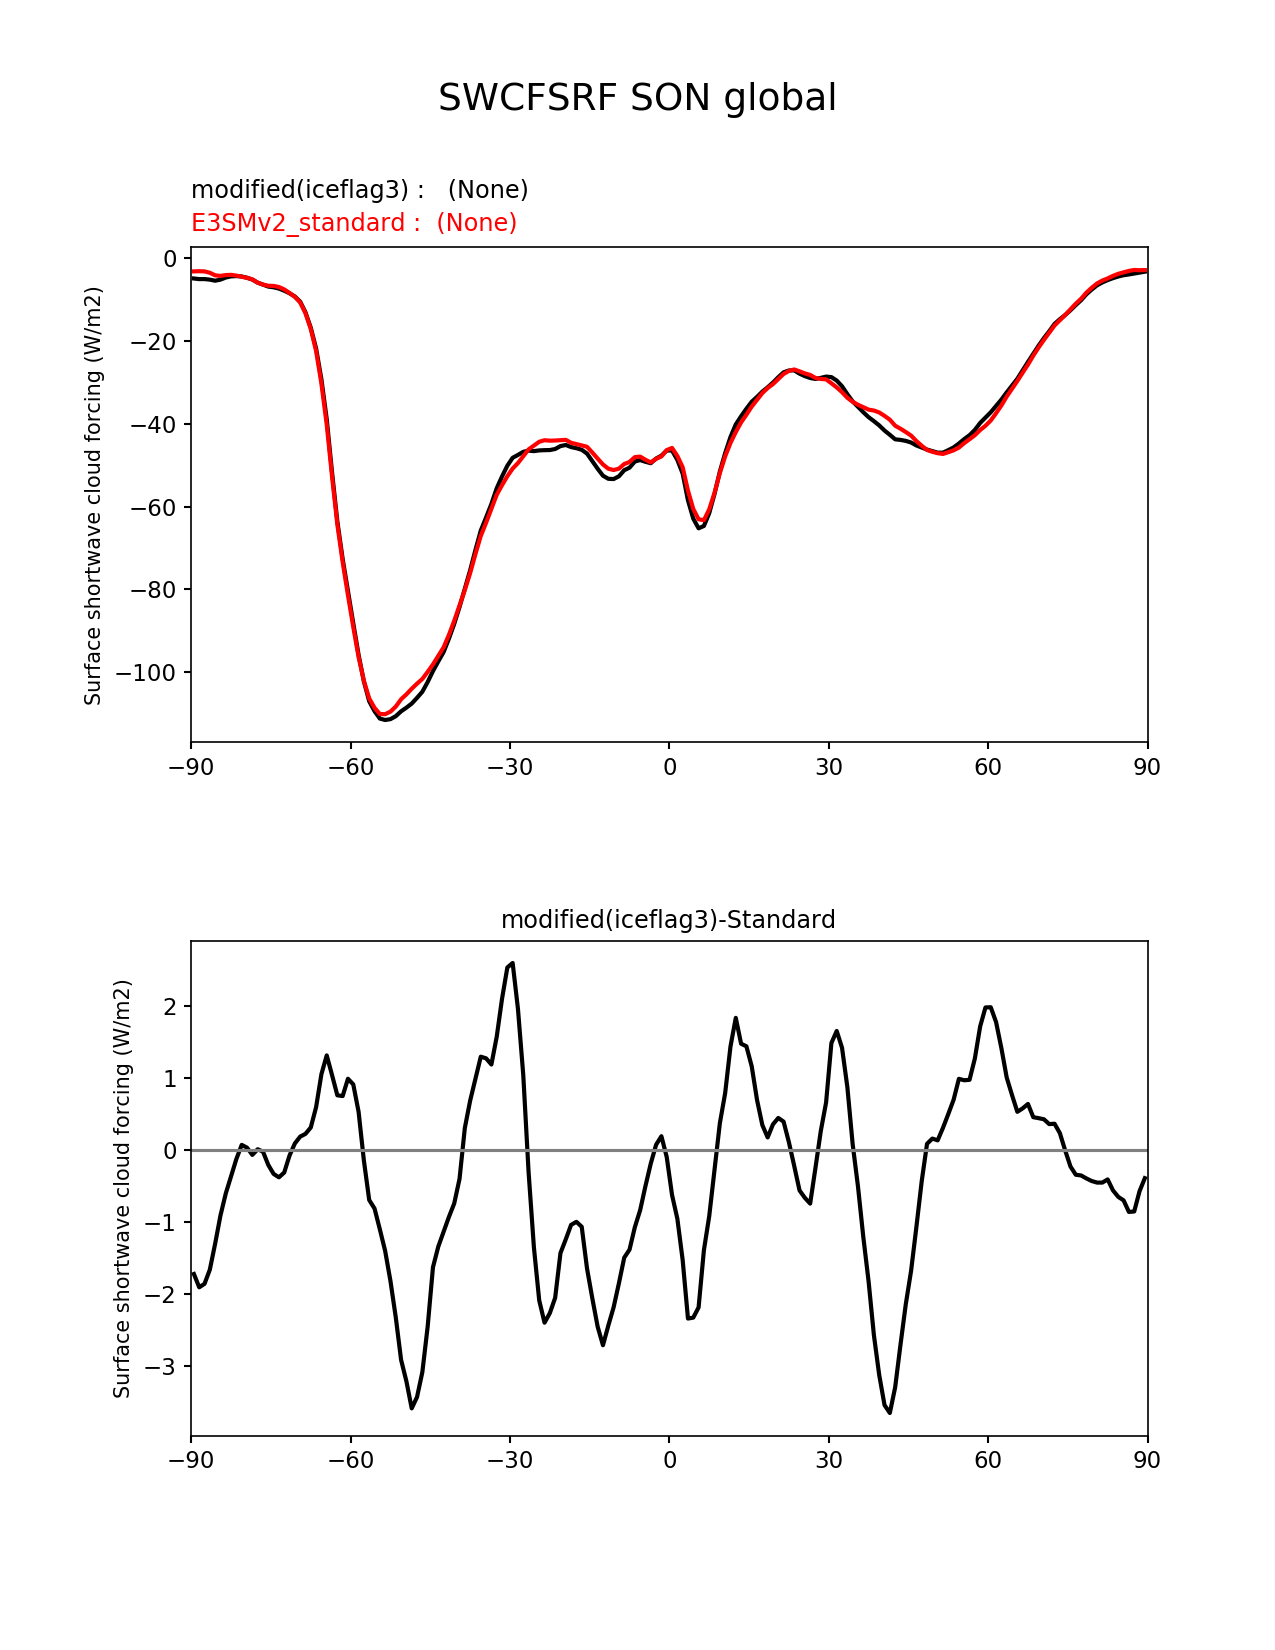 SWCFSRF SON global
modified(iceflag3) :   (None)
E3SMv2_standard :  (None)
Surface shortwave cloud forcing (W/m2)
0
−20
−40
−60
−80
−100
−90 −60 −30 0 30 60 90
modified(iceflag3)-Standard
Surface shortwave cloud forcing (W/m2)
2
1
0
−1
−2
−3
−90 −60 −30 0 30 60 90